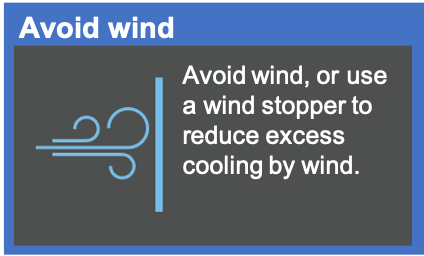 Avoid wind
Avoid wind, or use
a wind stopper to
reduce excess
cooling by wind.